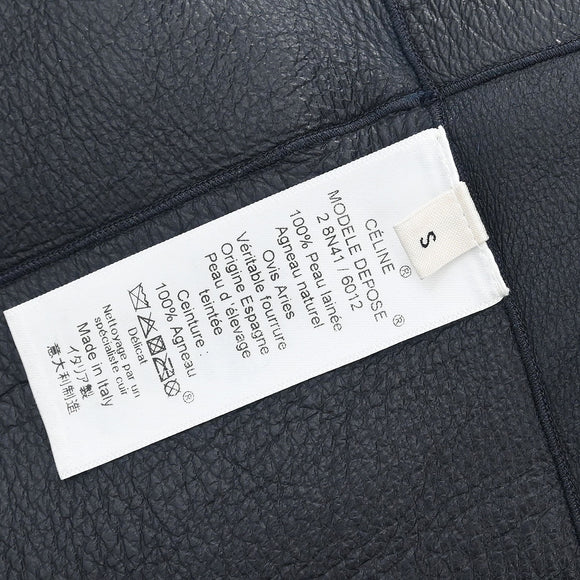 S
CÉLINE ®
MODELE DEPOSE ®
2 8N41 / 6012
100% Peau lainée
Agneau naturel
Ovis Aries
Véritable fourrure
Origine Espagne
Peau d'élevage
teintée
Ceinture :
100% Agneau
®
Délicat
Nettoyage par un
spécialiste cuir
Made in Italy
イタリア製
意大利制造